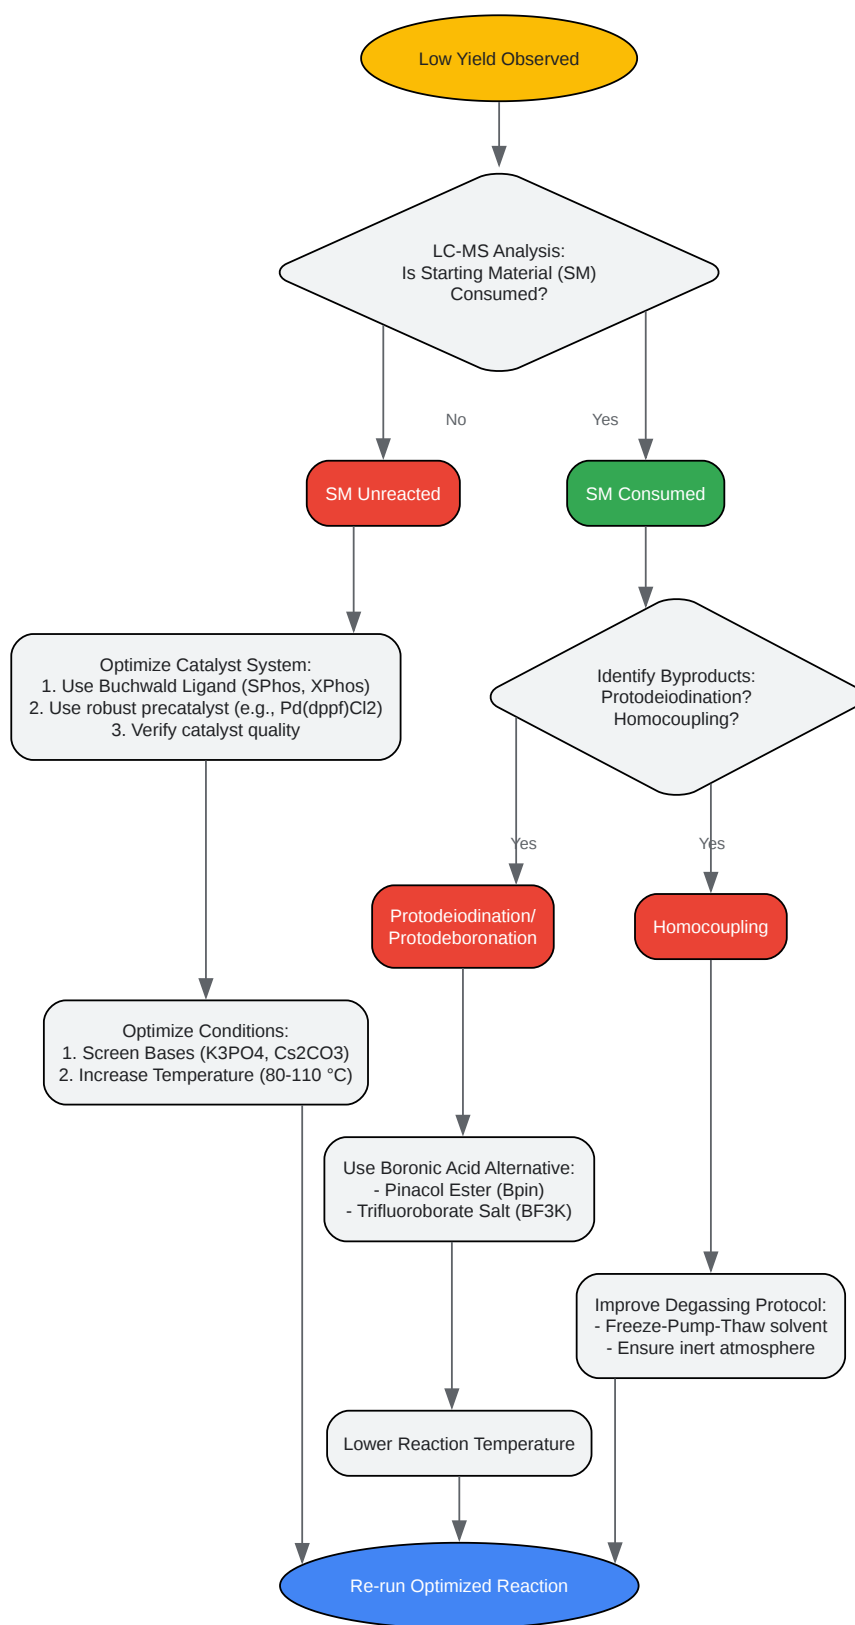 Low Yield Observed
LC-MS Analysis:
Is Starting Material (SM)
Consumed?
No
Yes
SM Unreacted
SM Consumed
Optimize Catalyst System:
1. Use Buchwald Ligand (SPhos, XPhos)
2. Use robust precatalyst (e.g., Pd(dppf)Cl2)
3. Verify catalyst quality
Identify Byproducts:
Protodeiodination?
Homocoupling?
Yes
Yes
Protodeiodination/
Protodeboronation
Homocoupling
Optimize Conditions:
1. Screen Bases (K3PO4, Cs2CO3)
2. Increase Temperature (80-110 °C)
Use Boronic Acid Alternative:
- Pinacol Ester (Bpin)
- Trifluoroborate Salt (BF3K)
Improve Degassing Protocol:
- Freeze-Pump-Thaw solvent
- Ensure inert atmosphere
Lower Reaction Temperature
Re-run Optimized Reaction